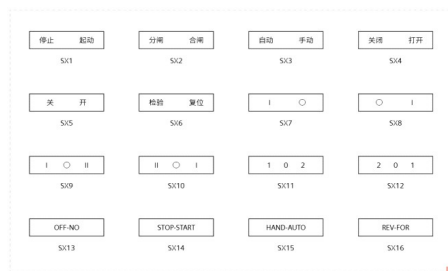 停止 起动 分闸 合闸 自动 手动 关闭 打开
SX1 SX2 SX3 SX4
关 开 检验 复位 I ○ ○ I
SX5 SX6 SX7 SX8
I ○ II II ○ I 1 0 2 2 0 1
SX9 SX10 SX11 SX12
OFF-NO STOP-START HAND-AUTO REV-FOR
SX13 SX14 SX15 SX16